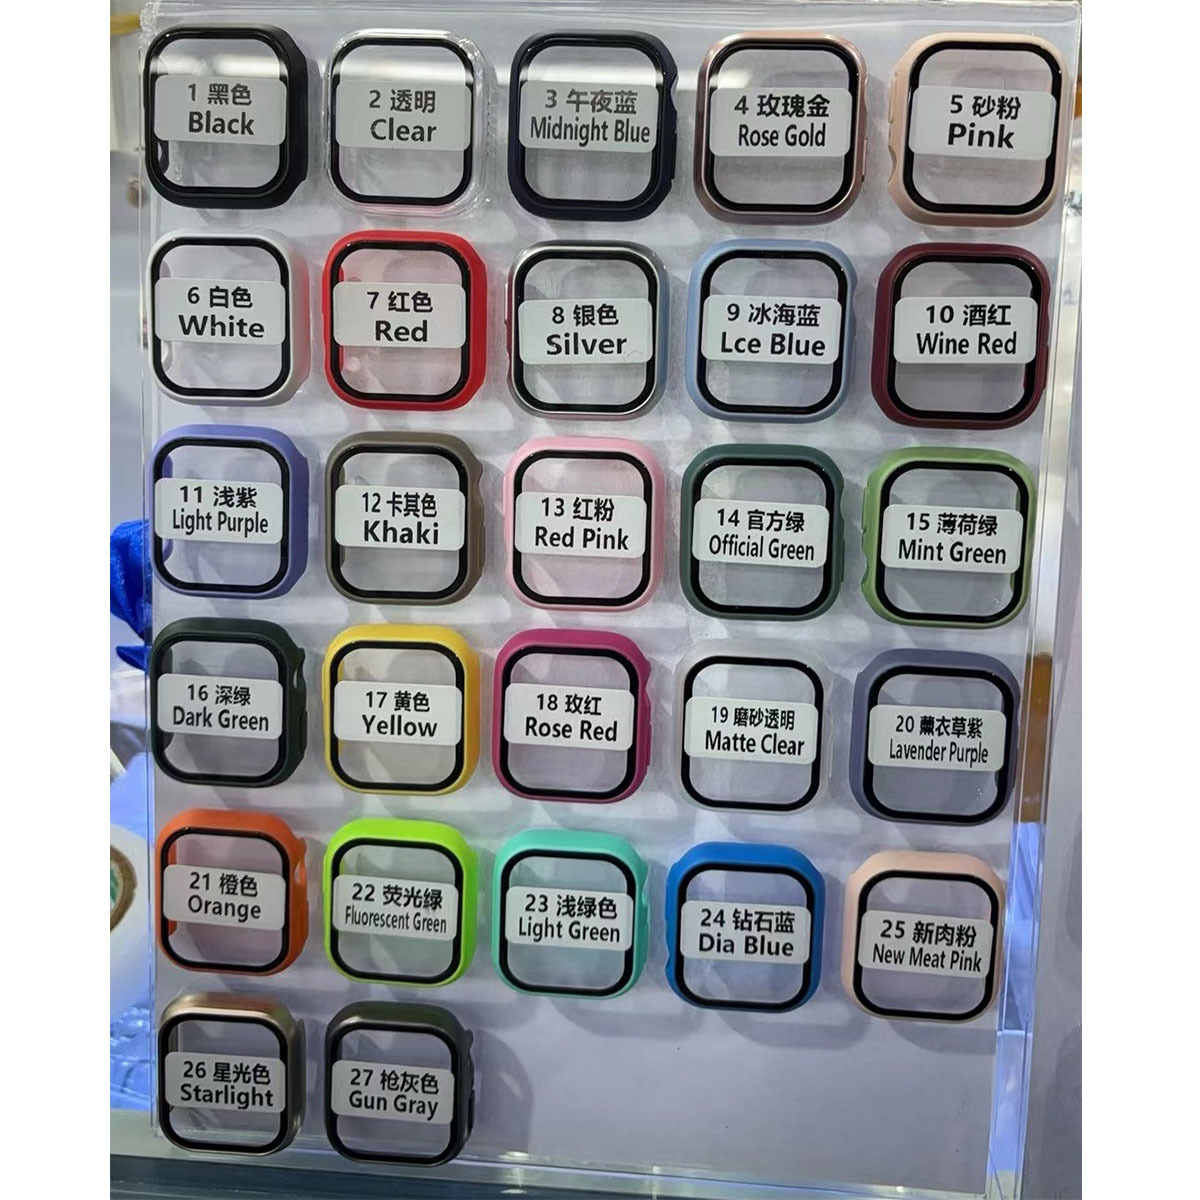 1 黑色
Black
2 透明
Clear
3 午夜蓝
Midnight Blue
4 玫瑰金
Rose Gold
5 砂粉
Pink
6 白色
White
7 红色
Red
8 银色
Silver
9 冰海蓝
Lce Blue
10 酒红
Wine Red
11 浅紫
Light Purple
12 卡其色
Khaki
13 红粉
Red Pink
14 官方绿
Official Green
15 薄荷绿
Mint Green
16 深绿
Dark Green
17 黄色
Yellow
18 玫红
Rose Red
19 磨砂透明
Matte Clear
20 薰衣草紫
Lavender Purple
21 橙色
Orange
22 荧光绿
Fluorescent Green
23 浅绿色
Light Green
24 钻石蓝
Dia Blue
25 新肉粉
New Meat Pink
26 星光色
Starlight
27 枪灰色
Gun Gray